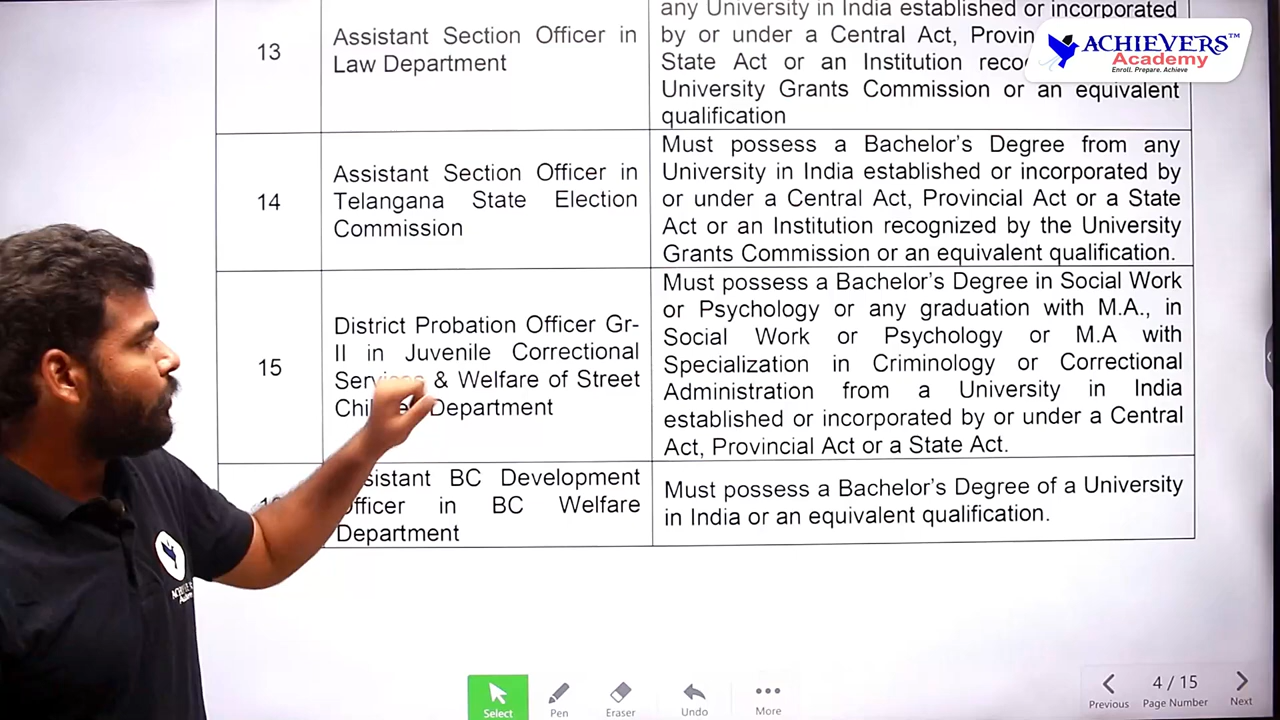 any University in India established or incorporated
13
Assistant Section Officer in
Law Department
by or under a Central Act,
State Act or an Institution
University Grants Commission or an equivalent
qualification
ACHIEVERS™
Academy
Enroll. Prepare. Achieve
14
Assistant Section Officer in
Telangana State Election
Commission
Must possess a Bachelor's Degree from any
University in India established or incorporated by
or under a Central Act, Provincial Act or a State
Act or an Institution recognized by the University
Grants Commission or an equivalent qualification.
15
District Probation Officer Gr-
II in Juvenile Correctional
Services & Welfare of Street
Department
Must possess a Bachelor's Degree in Social Work
or Psychology or any graduation with M.A., in
Social Work or Psychology or M.A with
Specialization in Criminology or Correctional
Administration from a University in India
established or incorporated by or under a Central
Act, Provincial Act or a State Act.
BC Development
Officer in BC Welfare
Department
Must possess a Bachelor's Degree of a University
in India or an equivalent qualification.
Select
Pen
Eraser
Undo
More
Previous
4 / 15
Page Number
Next